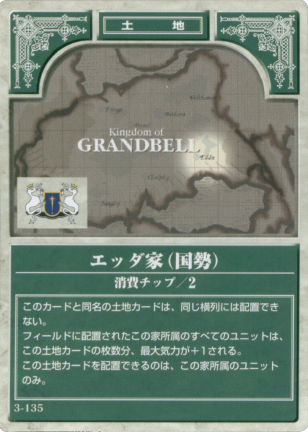 土地
Kingdom of
GRANDBELL
Edda
エッダ家(国勢)
消費チップ/2
このカードと同名の土地カードは、同じ横列には配置でき
ない。
フィールドに配置されたこの家所属のすべてのユニットは、
この土地カードの枚数分、最大気力が+1される。
この土地カードを配置できるのは、この家所属のユニット
のみ。
3-135